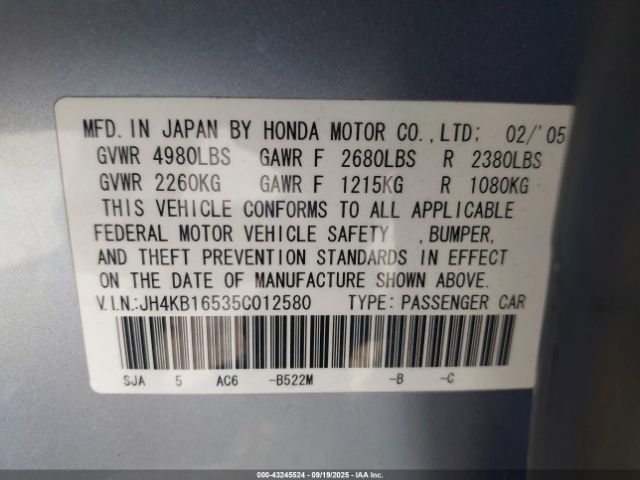 MFD. IN JAPAN BY HONDA MOTOR CO.,LTD; 02/'05
GVWR 4980LBS GAWR F 2680LBS R 2380LBS
GVWR 2260KG GAWR F 1215KG R 1080KG
THIS VEHICLE CONFORMS TO ALL APPLICABLE
FEDERAL MOTOR VEHICLE SAFETY ,BUMPER,
AND THEFT PREVENTION STANDARDS IN EFFECT
ON THE DATE OF MANUFACTURE SHOWN ABOVE.
V.I.N.:JH4KB16535C012580 TYPE: PASSENGER CAR
SJA 5 AC6 -B522M -B -C
000-43245524 - 09/19/2025 - IAA Inc.